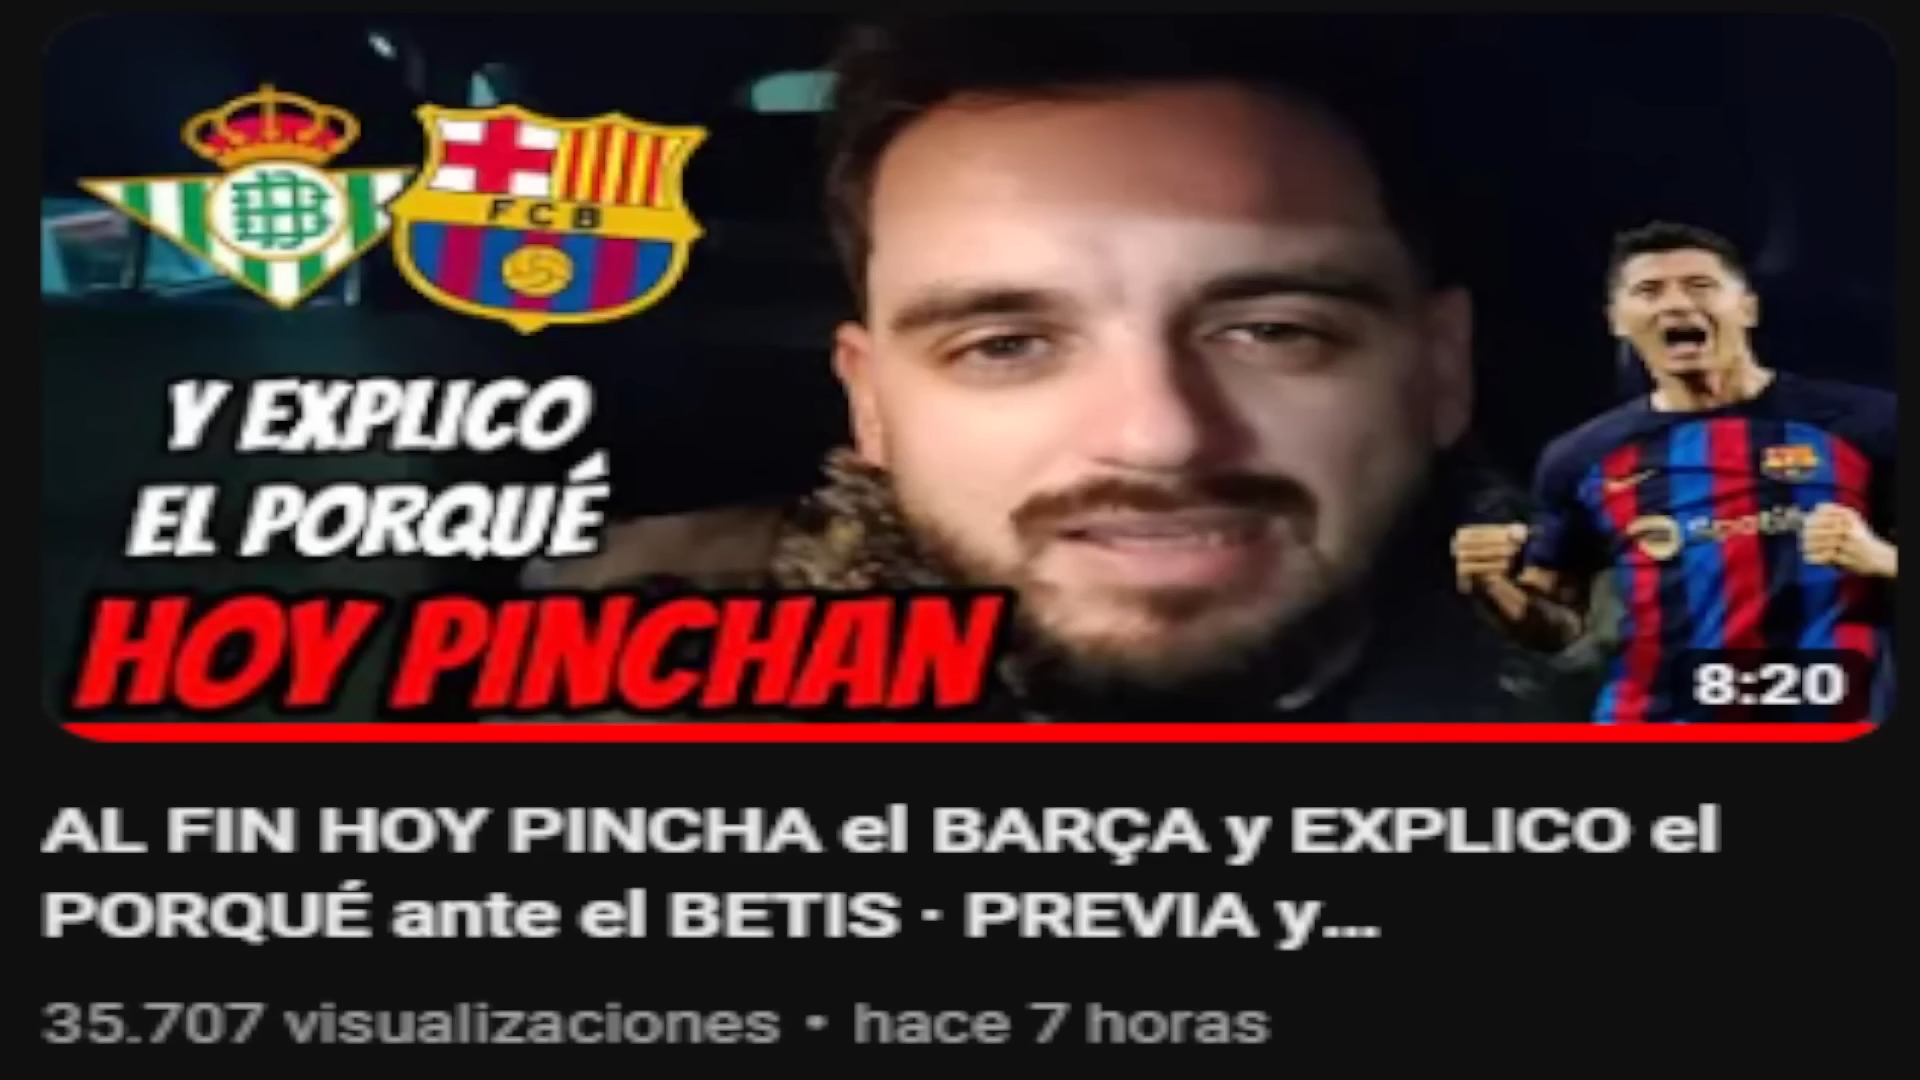 FCB
Y EXPLICO
EL PORQUÉ
HOY PINCHAN
Spotify
8:20
AL FIN HOY PINCHA el BARÇA y EXPLICO el
PORQUÉ ante el BETIS · PREVIA y...
35.707 visualizaciones · hace 7 horas